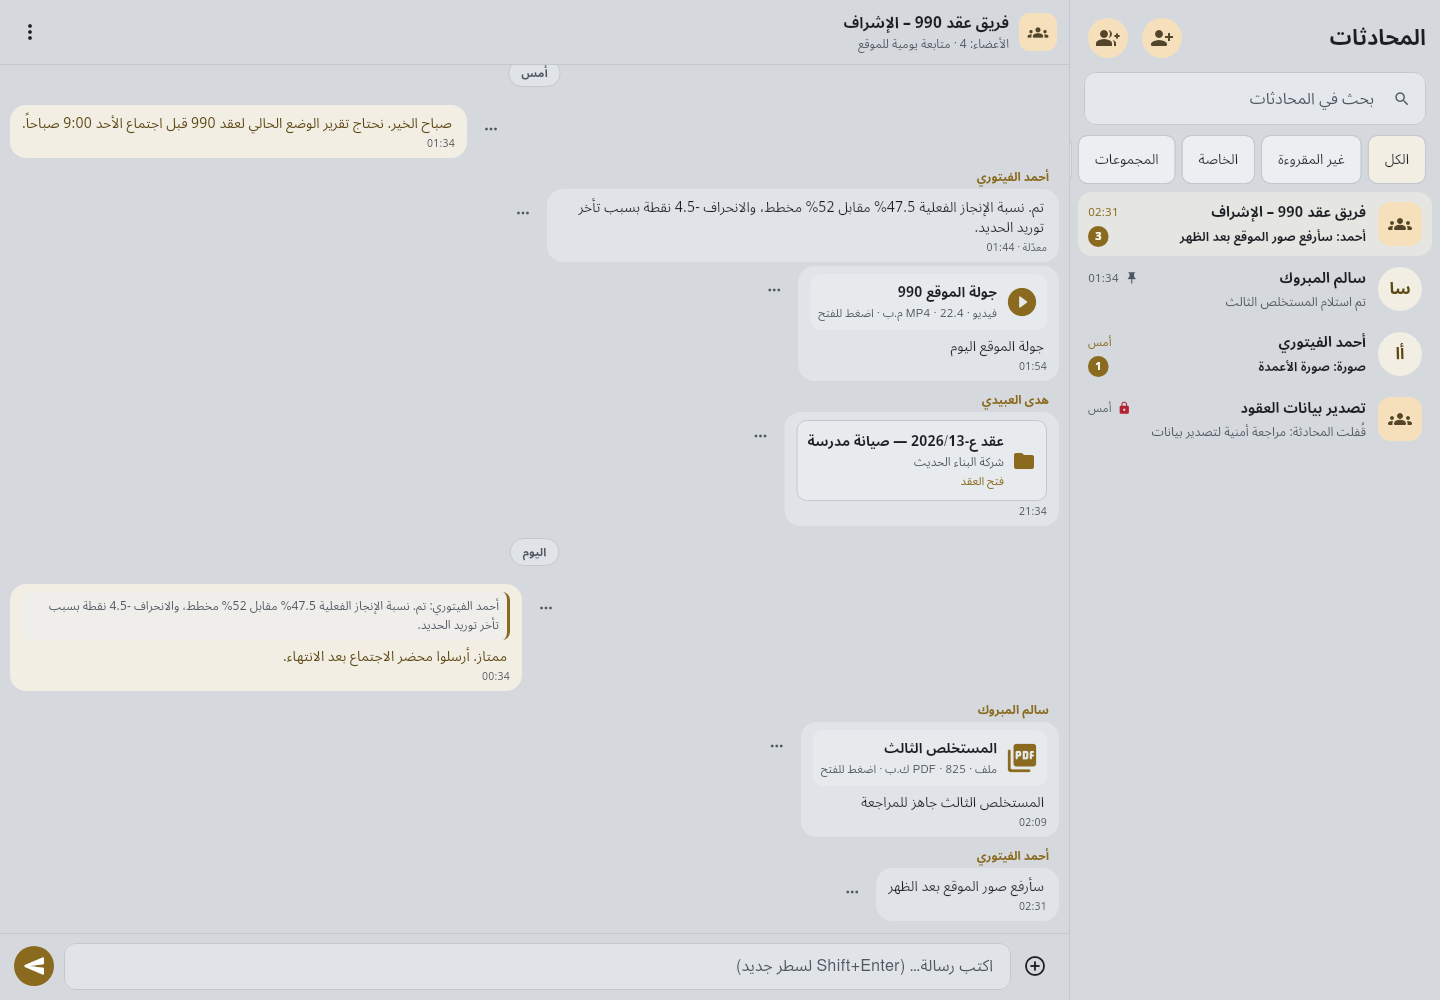 المحادثات
بحث في المحادثات
الكل
غير المقروءة
الخاصة
المجموعات
فريق عقد 990 – الإشراف
02:31
أحمد: سأرفع صور الموقع بعد الظهر
3
سا
سالم المبروك
01:34
تم استلام المستخلص الثالث
أا
أحمد الفيتوري
أمس
صورة: صورة الأعمدة
1
تصدير بيانات العقود
أمس
قُفلت المحادثة: مراجعة أمنية لتصدير بيانات
فريق عقد 990 – الإشراف
الأعضاء: 4 · متابعة يومية للموقع
أمس
صباح الخير. نحتاج تقرير الوضع الحالي لعقد 990 قبل اجتماع الأحد 9:00 صباحاً.
01:34
أحمد الفيتوري
تم. نسبة الإنجاز الفعلية 47.5% مقابل 52% مخطط، والانحراف -4.5 نقطة بسبب تأخر
توريد الحديد.
معدّلة · 01:44
جولة الموقع 990
فيديو · MP4 · 22.4 م.ب · اضغط للفتح
جولة الموقع اليوم
01:54
هدى العبيدي
عقد ع-2026/13 — صيانة مدرسة
شركة البناء الحديث
فتح العقد
21:34
اليوم
أحمد الفيتوري: تم. نسبة الإنجاز الفعلية 47.5% مقابل 52% مخطط، والانحراف -4.5 نقطة بسبب
تأخر توريد الحديد.
ممتاز. أرسلوا محضر الاجتماع بعد الانتهاء.
00:34
سالم المبروك
PDF
المستخلص الثالث
ملف · PDF · 825 ك.ب · اضغط للفتح
المستخلص الثالث جاهز للمراجعة
02:09
أحمد الفيتوري
سأرفع صور الموقع بعد الظهر
02:31
اكتب رسالة... (Shift+Enter لسطر جديد)